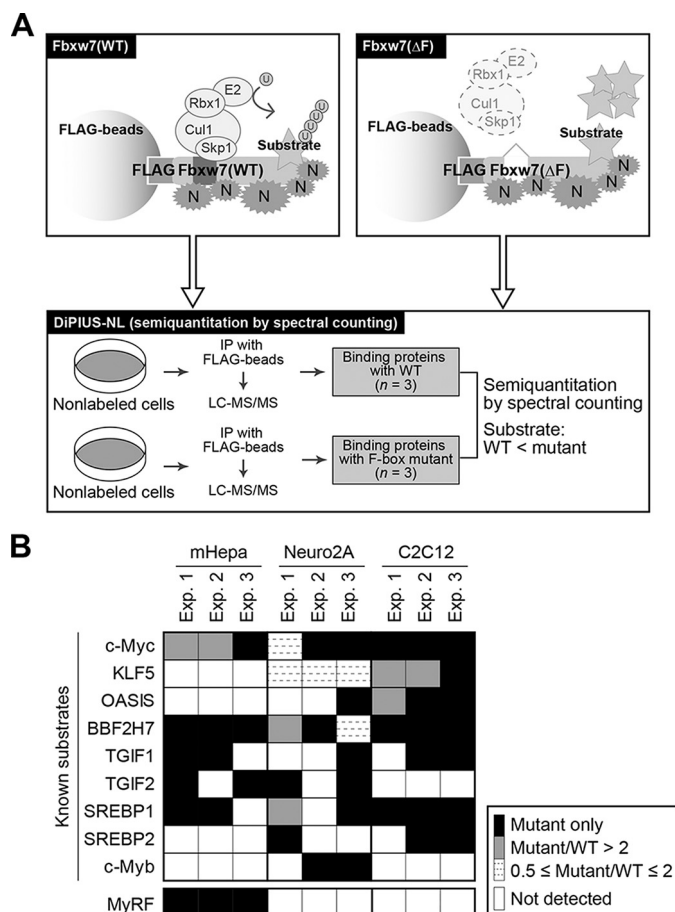 A
Fbxw7(WT)
E2
U
Rbx1
FLAG-beads
Cul1
U
U
U
U
Substrate
Skp1
FLAG Fbxw7(WT)
N
N
N
N
N
Fbxw7(ΔF)
E2
Rbx1
FLAG-beads
Cul1
Skp1
Substrate
FLAG Fbxw7(ΔF)
N
N
N
N
N
DiPIUS-NL (semiquantitation by spectral counting)
Nonlabeled cells
IP with
FLAG-beads
LC-MS/MS
Binding proteins
with WT
(n = 3)
Nonlabeled cells
IP with
FLAG-beads
LC-MS/MS
Binding proteins
with F-box mutant
(n = 3)
Semiquantitation
by spectral counting
Substrate:
WT < mutant
B
mHepa
Neuro2A
C2C12
Exp. 1
Exp. 2
Exp. 3
Exp. 1
Exp. 2
Exp. 3
Exp. 1
Exp. 2
Exp. 3
Known substrates
c-Myc
KLF5
OASIS
BBF2H7
TGIF1
TGIF2
SREBP1
SREBP2
c-Myb
MyRF
Mutant only
Mutant/WT > 2
0.5 ≤ Mutant/WT ≤ 2
Not detected